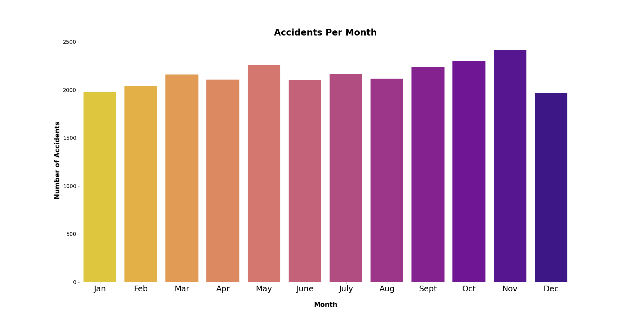 Accidents Per Month
2500
2000
1500
1000
500
0
Number of Accidents
Jan Feb Mar Apr May June July Aug Sept Oct Nov Dec
Month